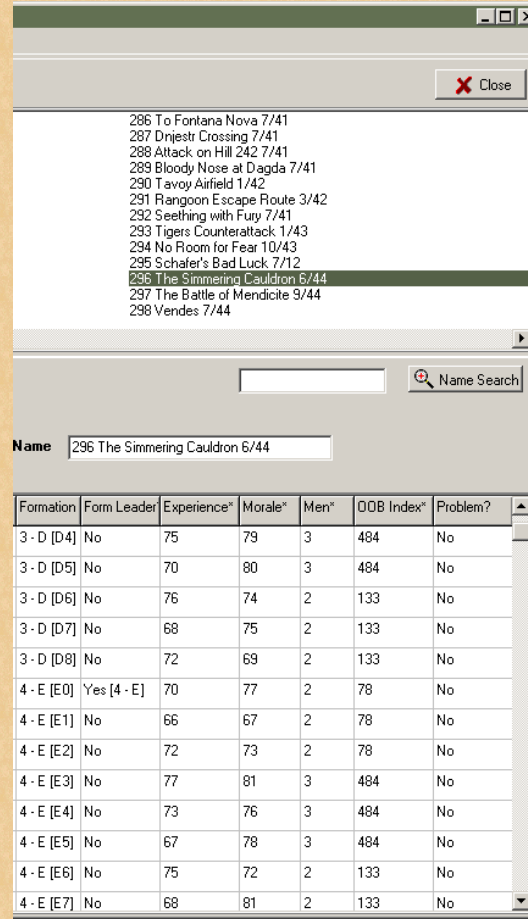 Close
286 To Fontana Nova 7/41
287 Dnjestr Crossing 7/41
288 Attack on Hill 242 7/41
289 Bloody Nose at Dagda 7/41
290 Tavoy Airfield 1/42
291 Rangoon Escape Route 3/42
292 Seething with Fury 7/41
293 Tigers Counterattack 1/43
294 No Room for Fear 10/43
295 Schafer's Bad Luck 7/12
296 The Simmering Cauldron 6/44
297 The Battle of Mendicite 9/44
298 Vendes 7/44
Name Search
Name 296 The Simmering Cauldron 6/44
Formation Form Leader* Experience* Morale* Men* OOB Index* Problem?
3 - D [D4] No 75 79 3 484 No
3 - D [D5] No 70 80 3 484 No
3 - D [D6] No 76 74 2 133 No
3 - D [D7] No 68 75 2 133 No
3 - D [D8] No 72 69 2 133 No
4 - E [E0] Yes [4 - E] 70 77 2 78 No
4 - E [E1] No 66 67 2 78 No
4 - E [E2] No 72 73 2 78 No
4 - E [E3] No 77 81 3 484 No
4 - E [E4] No 73 76 3 484 No
4 - E [E5] No 67 78 3 484 No
4 - E [E6] No 75 72 2 133 No
4 - E [E7] No 68 81 2 133 No